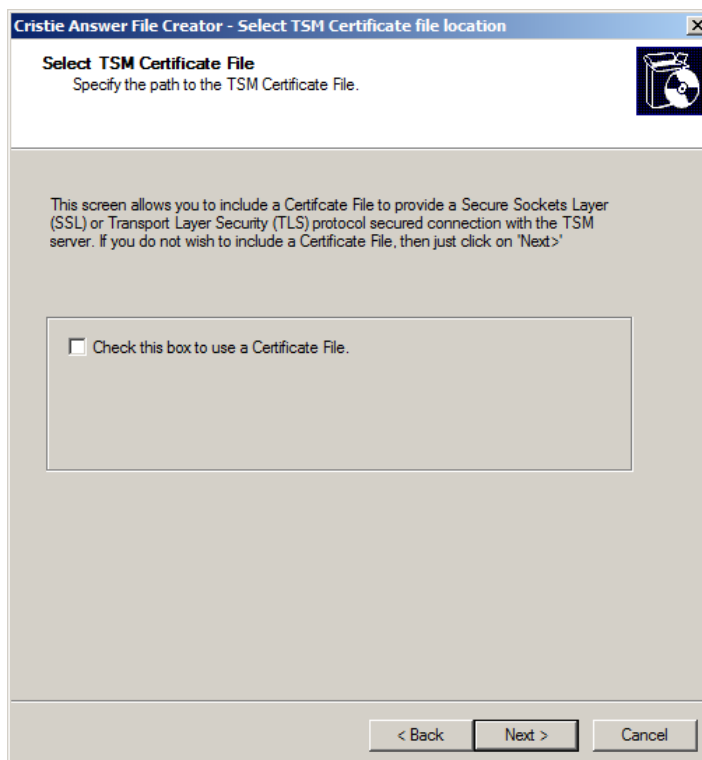 Cristie Answer File Creator - Select TSM Certificate file location
Select TSM Certificate File
Specify the path to the TSM Certificate File.
This screen allows you to include a Certifcate File to provide a Secure Sockets Layer
(SSL) or Transport Layer Security (TLS) protocol secured connection with the TSM
server. If you do not wish to include a Certificate File, then just click on 'Next>'
Check this box to use a Certificate File.
< Back
Next >
Cancel